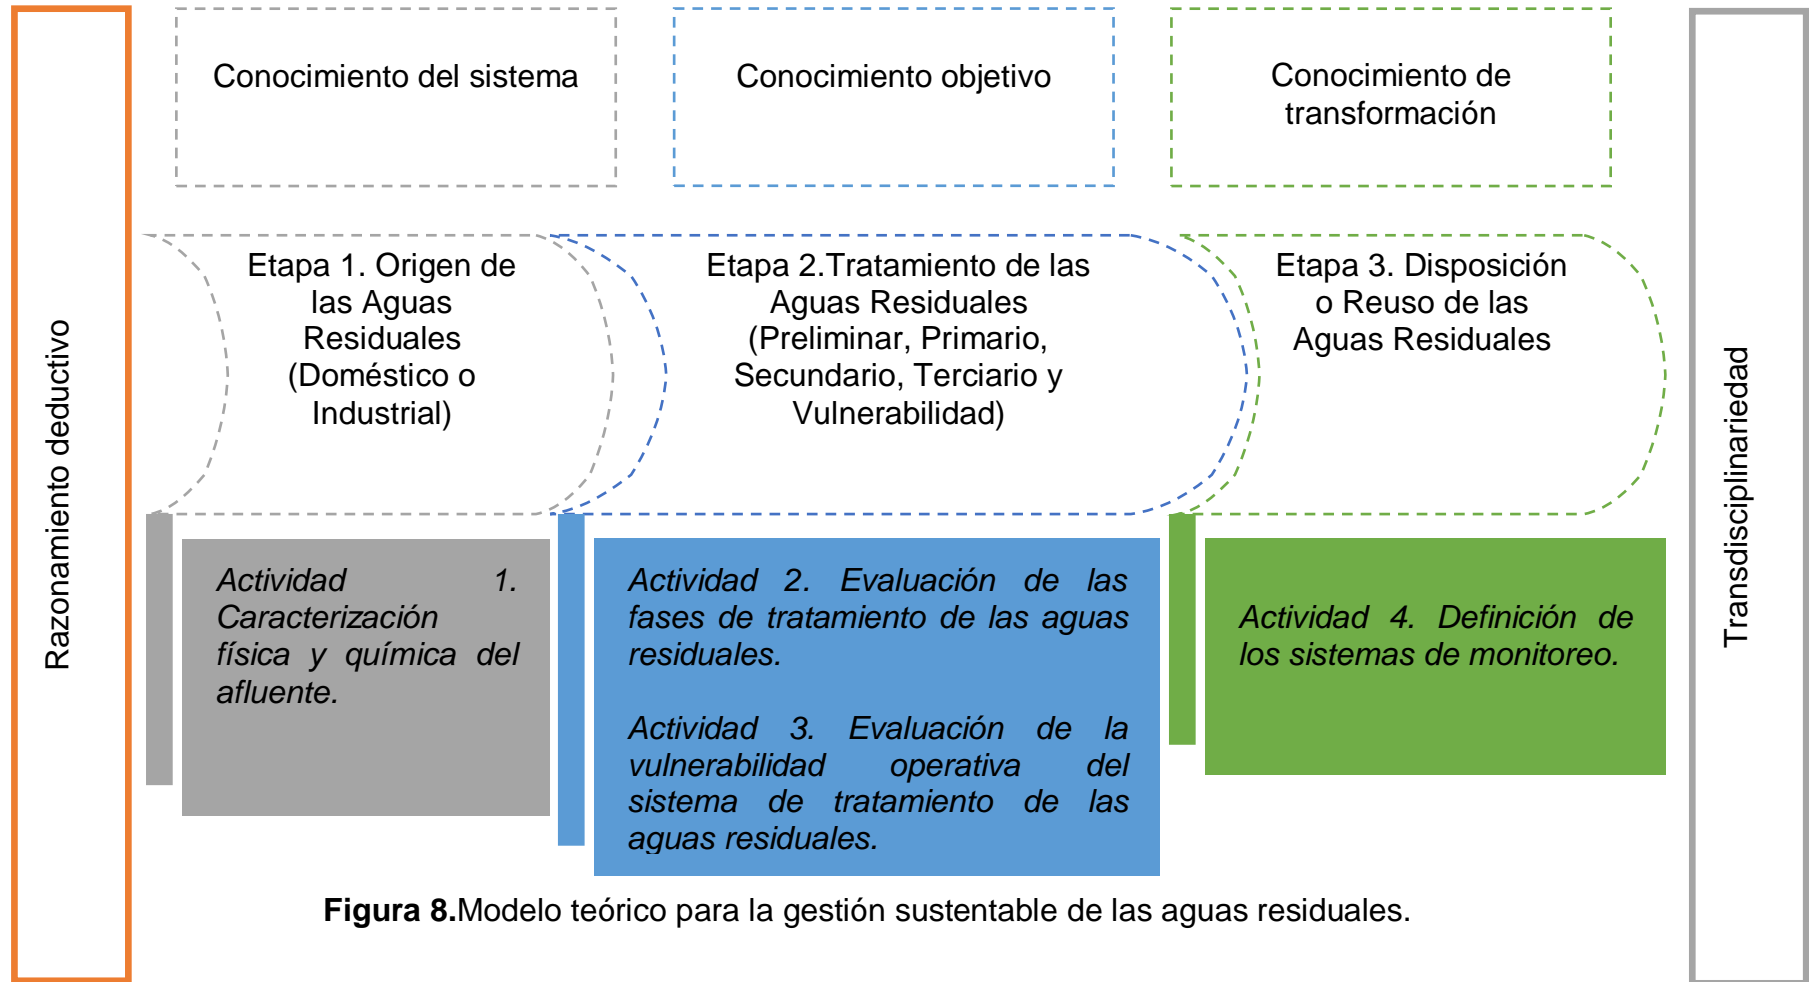 Razonamiento deductivo
Conocimiento del sistema
Conocimiento objetivo
Conocimiento de
transformación
Etapa 1. Origen de
las Aguas
Residuales
(Doméstico o
Industrial)
Etapa 2.Tratamiento de las
Aguas Residuales
(Preliminar, Primario,
Secundario, Terciario y
Vulnerabilidad)
Etapa 3. Disposición
o Reuso de las
Aguas Residuales
Actividad 1.
Caracterización
física y química del
afluente.
Actividad 2. Evaluación de las
fases de tratamiento de las aguas
residuales.
Actividad 3. Evaluación de la
vulnerabilidad operativa del
sistema de tratamiento de las
aguas residuales.
Actividad 4. Definición de
los sistemas de monitoreo.
Transdisciplinariedad
Figura 8.Modelo teórico para la gestión sustentable de las aguas residuales.